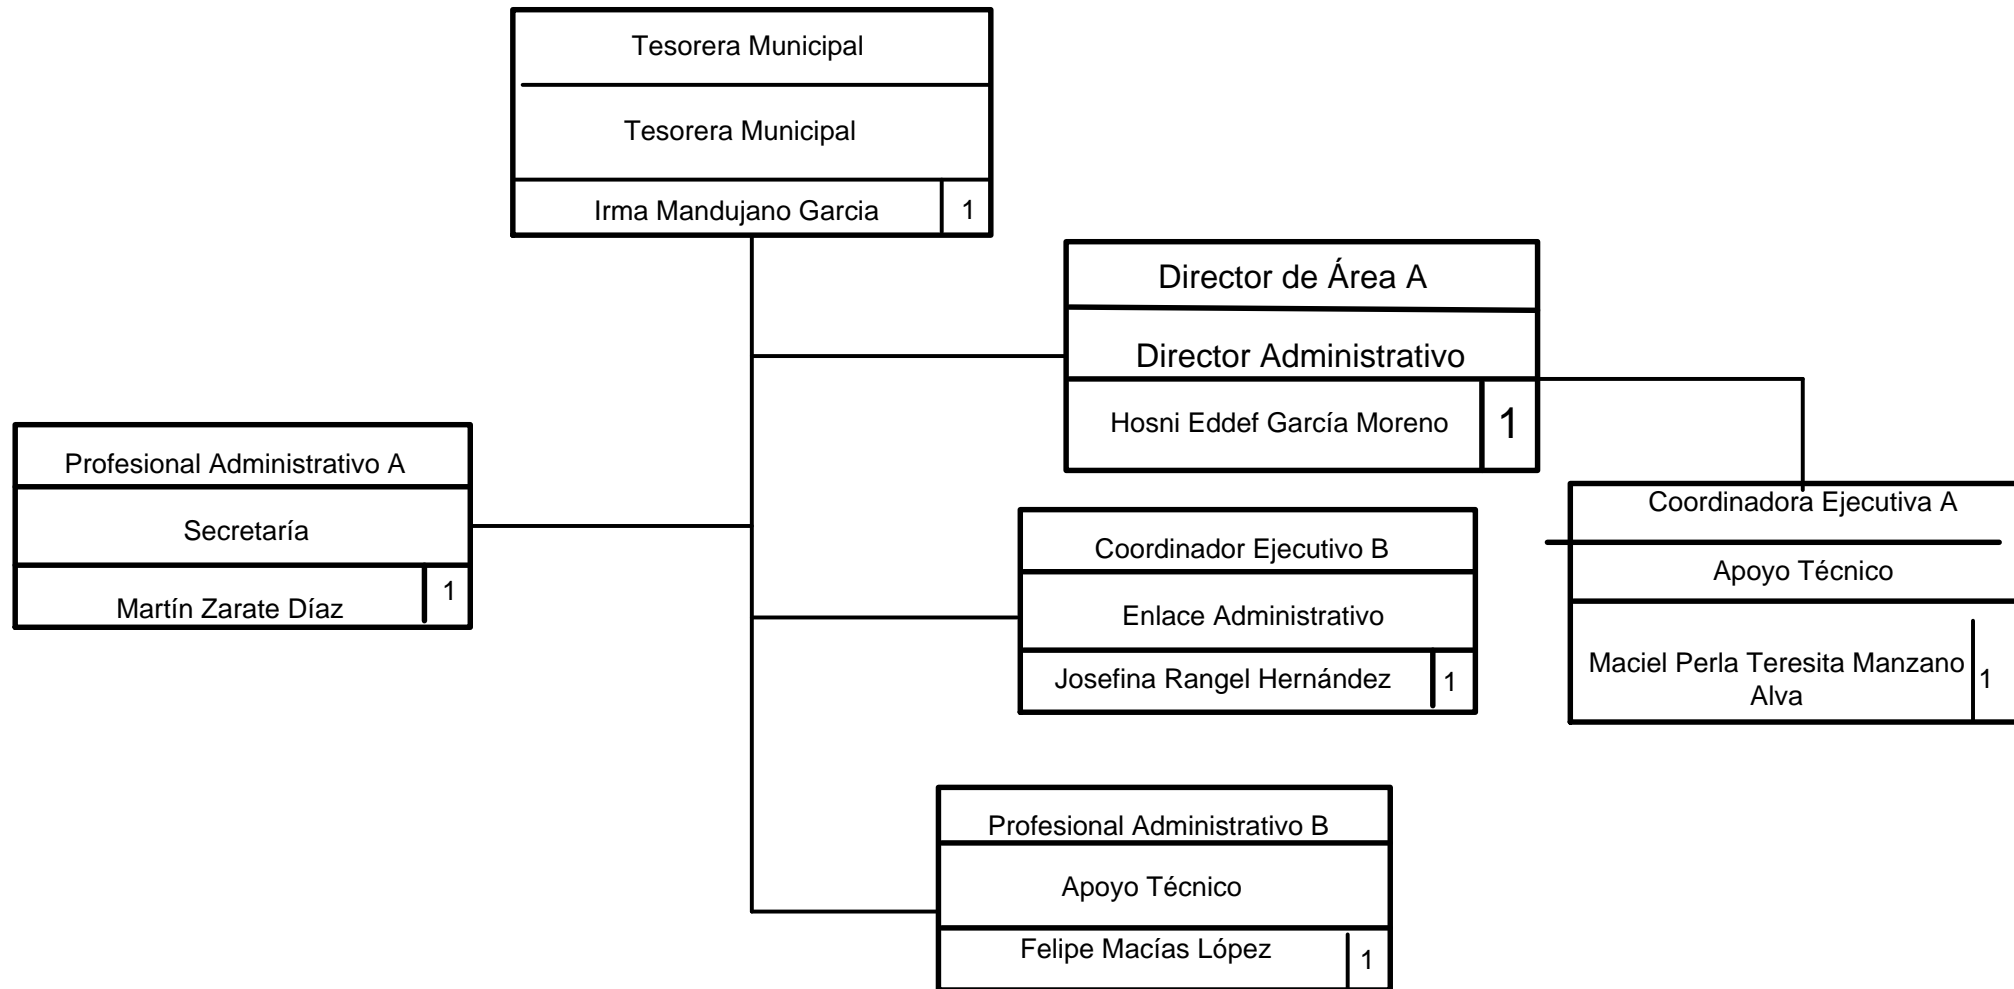 Tesorera Municipal
Tesorera Municipal
Irma Mandujano Garcia 1
Director de Área A
Director Administrativo
Hosni Eddef García Moreno 1
Profesional Administrativo A
Secretaría
Martín Zarate Díaz 1
Coordinadora Ejecutiva A
Apoyo Técnico
Maciel Perla Teresita Manzano
Alva 1
Coordinador Ejecutivo B
Enlace Administrativo
Josefina Rangel Hernández 1
Profesional Administrativo B
Apoyo Técnico
Felipe Macías López 1